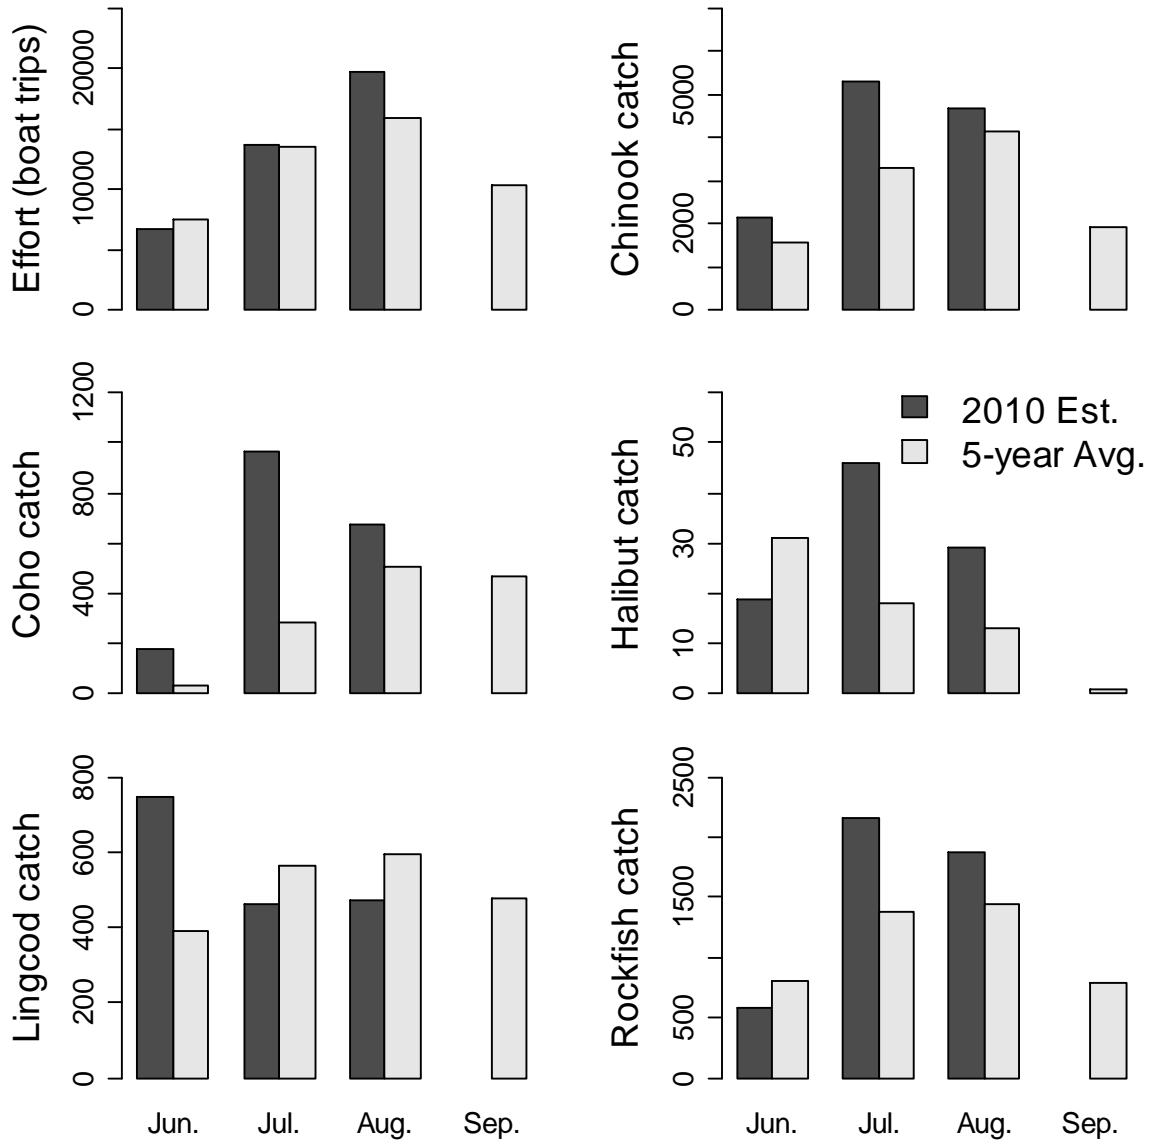 Effort (boat trips)
0
10000
20000
Chinook catch
0
2000
5000
Coho catch
0
400
800
1200
Halibut catch
0
10
30
50
2010 Est.
5-year Avg.
Lingcod catch
0
200
400
600
800
Rockfish catch
0
500
1500
2500
Jun. Jul. Aug. Sep.
Jun. Jul. Aug. Sep.